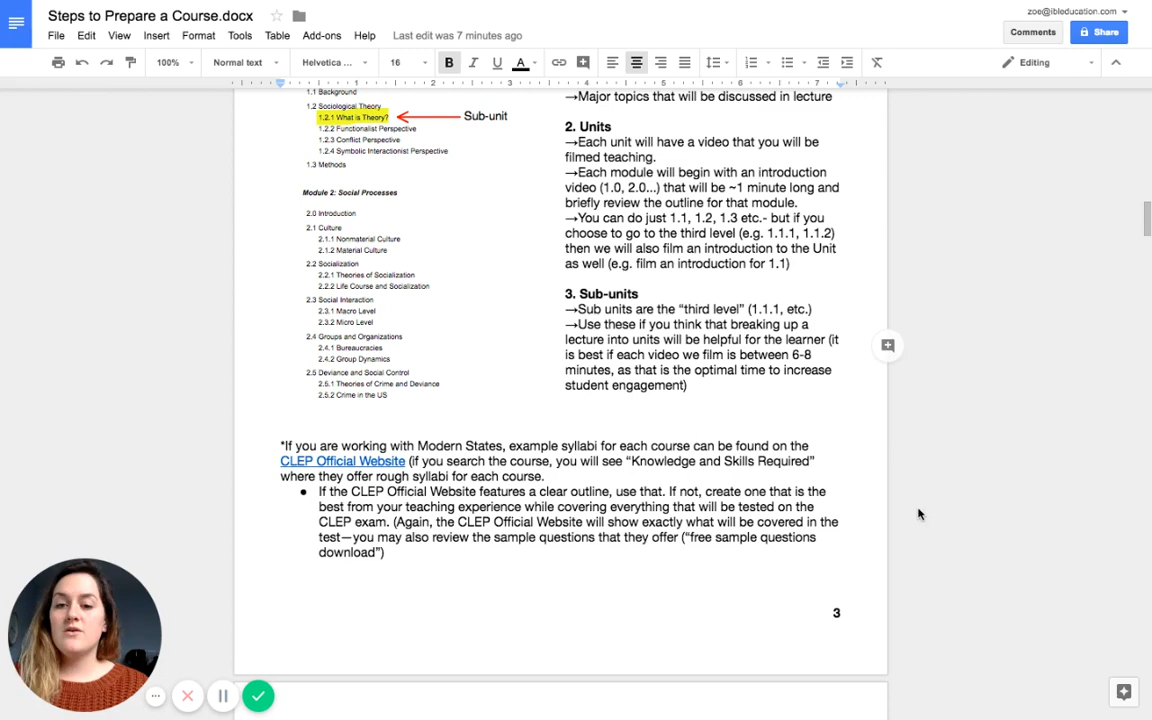 Steps to Prepare a Course.docx
zoe@ibleducation.com
File Edit View Insert Format Tools Table Add-ons Help Last edit was 7 minutes ago
Comments
Share
100% Normal text Helvetica ... 16 B I U A Editing
1 2 3 4 5 6 7
1.1 Background
1.2 Sociological Theory
1.2.1 What is Theory?
Sub-unit
1.2.2 Functionalist Perspective
1.2.3 Conflict Perspective
1.2.4 Symbolic Interactionist Perspective
1.3 Methods
Module 2: Social Processes
2.0 Introduction
2.1 Culture
2.1.1 Nonmaterial Culture
2.1.2 Material Culture
2.2 Socialization
2.2.1 Theories of Socialization
2.2.2 Life Course and Socialization
2.3 Social Interaction
2.3.1 Macro Level
2.3.2 Micro Level
2.4 Groups and Organizations
2.4.1 Bureaucracies
2.4.2 Group Dynamics
2.5 Deviance and Social Control
2.5.1 Theories of Crime and Deviance
2.5.2 Crime in the US
→Major topics that will be discussed in lecture
2. Units
→Each unit will have a video that you will be
filmed teaching.
→Each module will begin with an introduction
video (1.0, 2.0...) that will be ~1 minute long and
briefly review the outline for that module.
→You can do just 1.1, 1.2, 1.3 etc.- but if you
choose to go to the third level (e.g. 1.1.1, 1.1.2)
then we will also film an introduction to the Unit
as well (e.g. film an introduction for 1.1)
3. Sub-units
→Sub units are the “third level” (1.1.1, etc.)
→Use these if you think that breaking up a
lecture into units will be helpful for the learner (it
is best if each video we film is between 6-8
minutes, as that is the optimal time to increase
student engagement)
*If you are working with Modern States, example syllabi for each course can be found on the
CLEP Official Website (if you search the course, you will see “Knowledge and Skills Required”
where they offer rough syllabi for each course.
● If the CLEP Official Website features a clear outline, use that. If not, create one that is the
best from your teaching experience while covering everything that will be tested on the
CLEP exam. (Again, the CLEP Official Website will show exactly what will be covered in the
test—you may also review the sample questions that they offer (“free sample questions
download”)
3